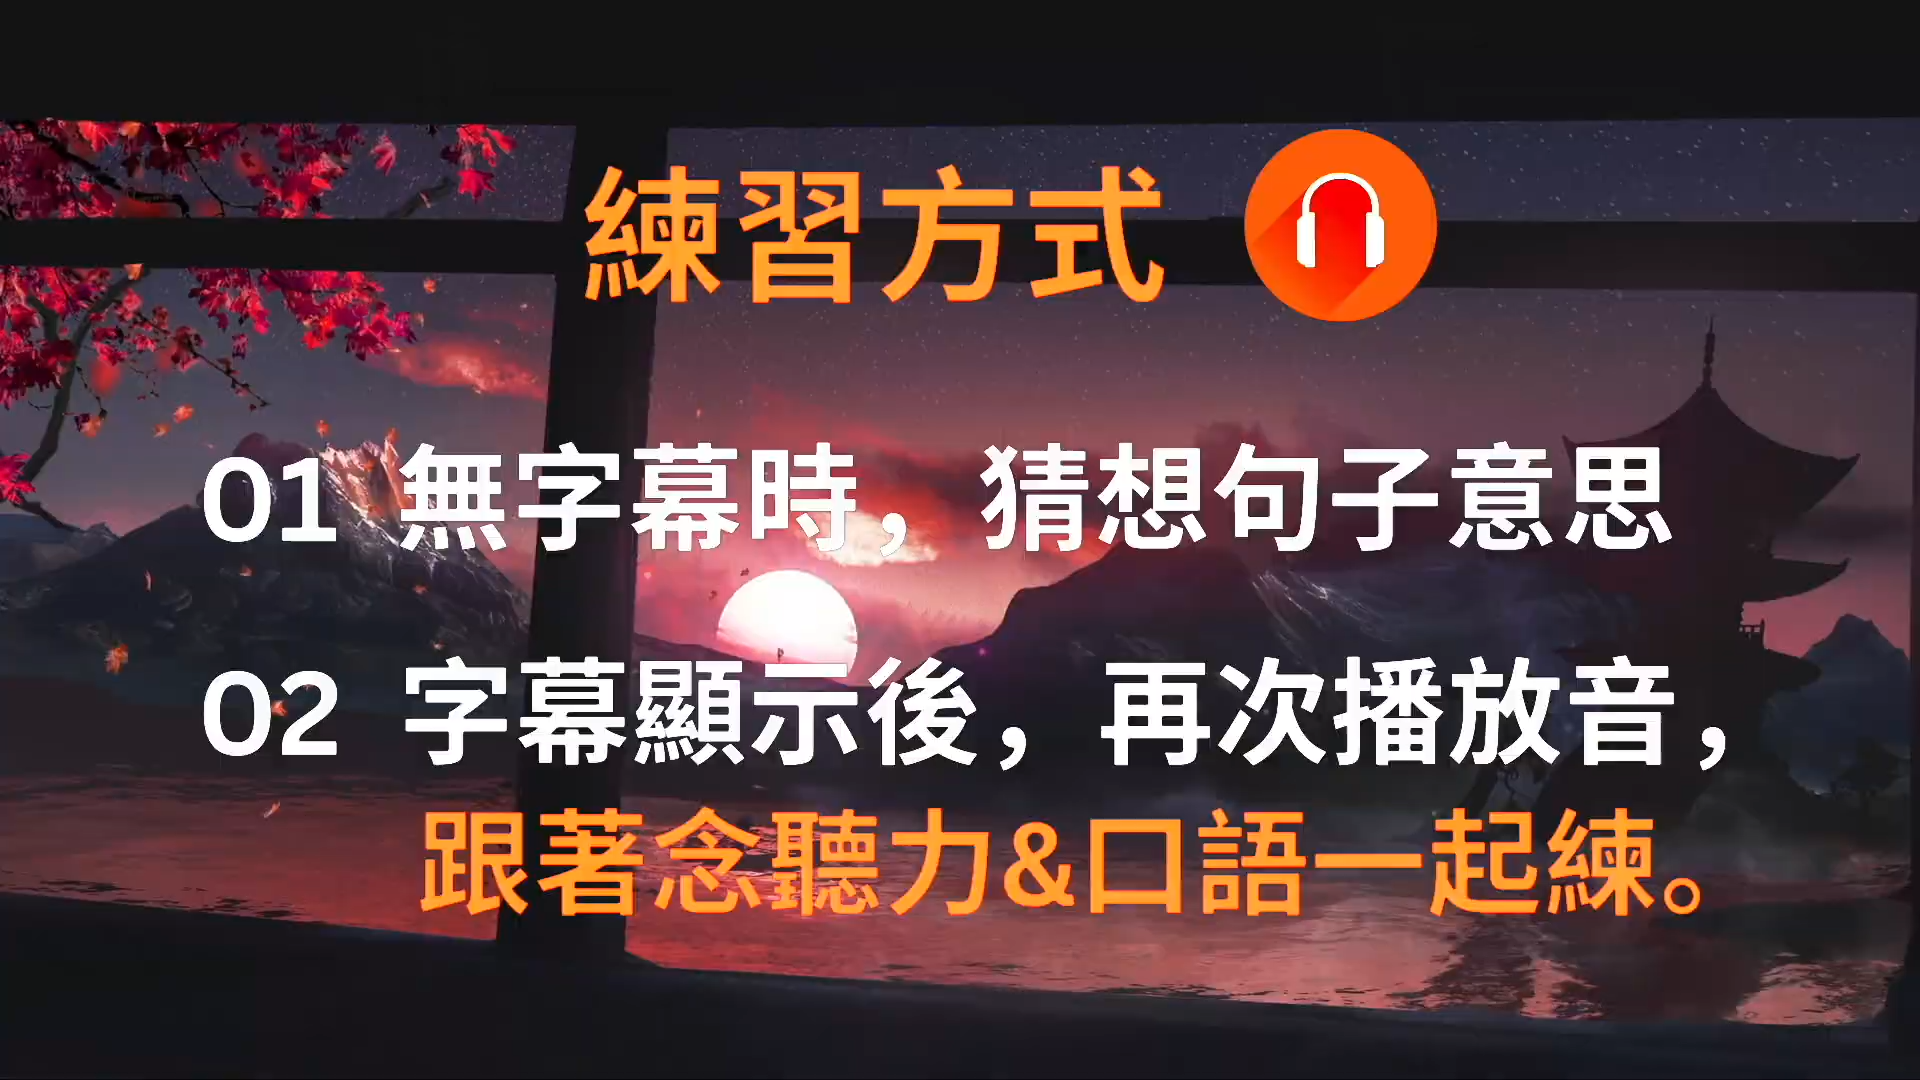 練習方式
01 無字幕時，猜想句子意思
02 字幕顯示後，再次播放音，
跟著念聽力&口語一起練。